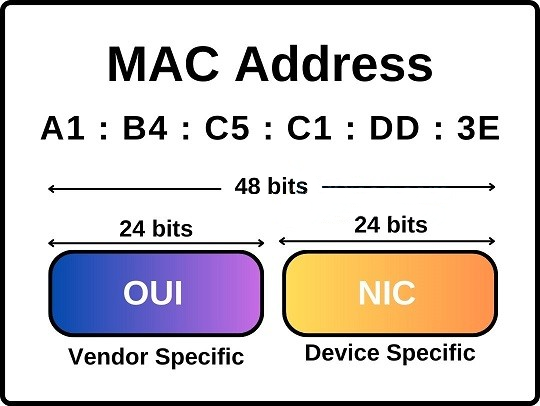 MAC Address
A1 : B4 : C5 : C1 : DD : 3E
48 bits
24 bits
24 bits
OUI
NIC
Vendor Specific
Device Specific